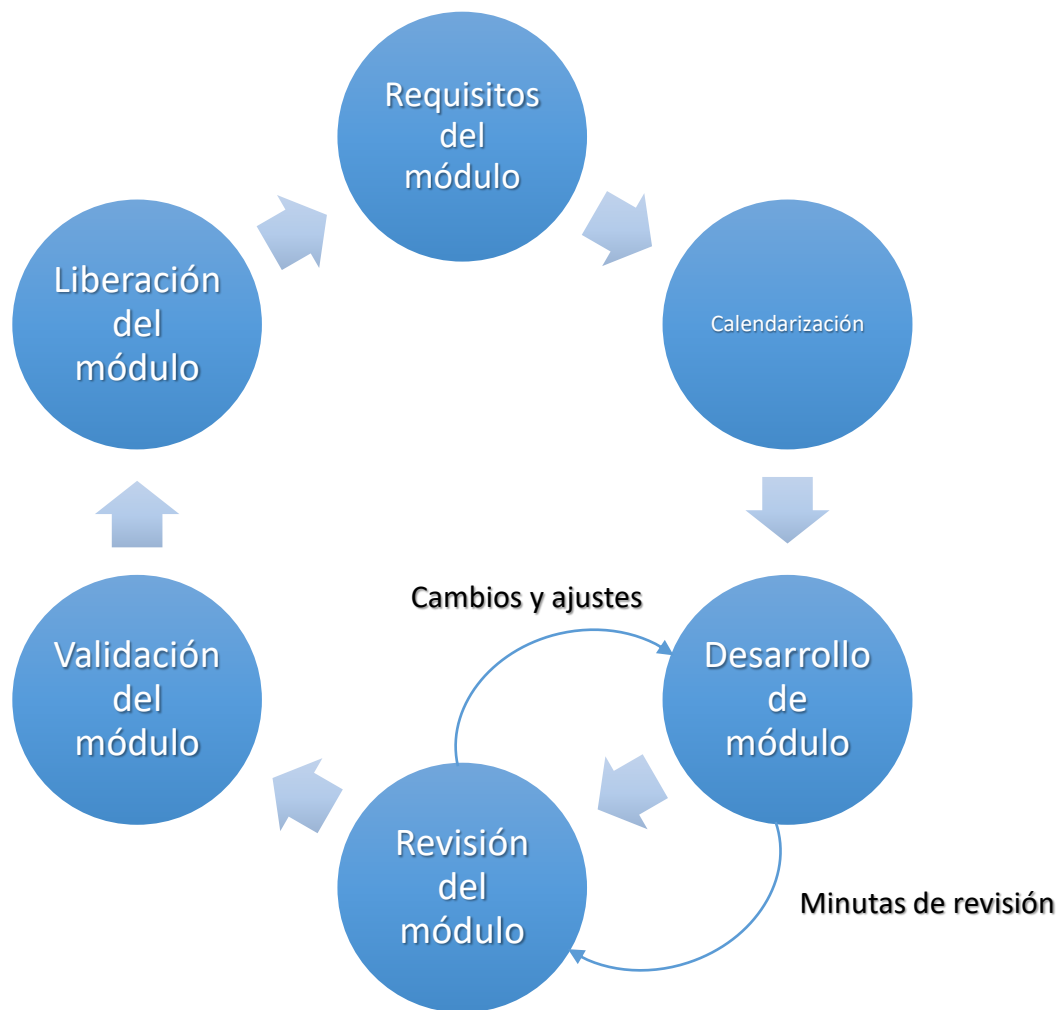 Requisitos
del
módulo
Calendarización
Desarrollo
de
módulo
Minutas de revisión
Revisión
del
módulo
Cambios y ajustes
Validación
del
módulo
Liberación
del
módulo